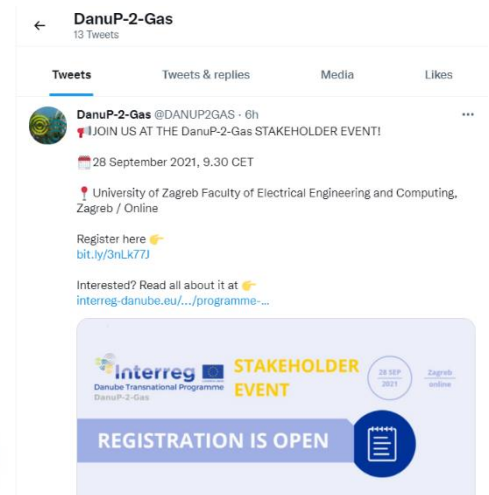 DanuP-2-Gas
13 Tweets
Tweets Tweets & replies Media Likes
DanuP-2-Gas @DANUP2GAS · 6h
JOIN US AT THE DanuP-2-Gas STAKEHOLDER EVENT!
28 September 2021, 9.30 CET
University of Zagreb Faculty of Electrical Engineering and Computing,
Zagreb / Online
Register here
bit.ly/3nLk77J
Interested? Read all about it at
interreg-danube.eu/.../programme-...
Interreg
Danube Transnational Programme
DanuP-2-Gas
STAKEHOLDER
EVENT
28 SEP
2021
Zagreb
online
REGISTRATION IS OPEN